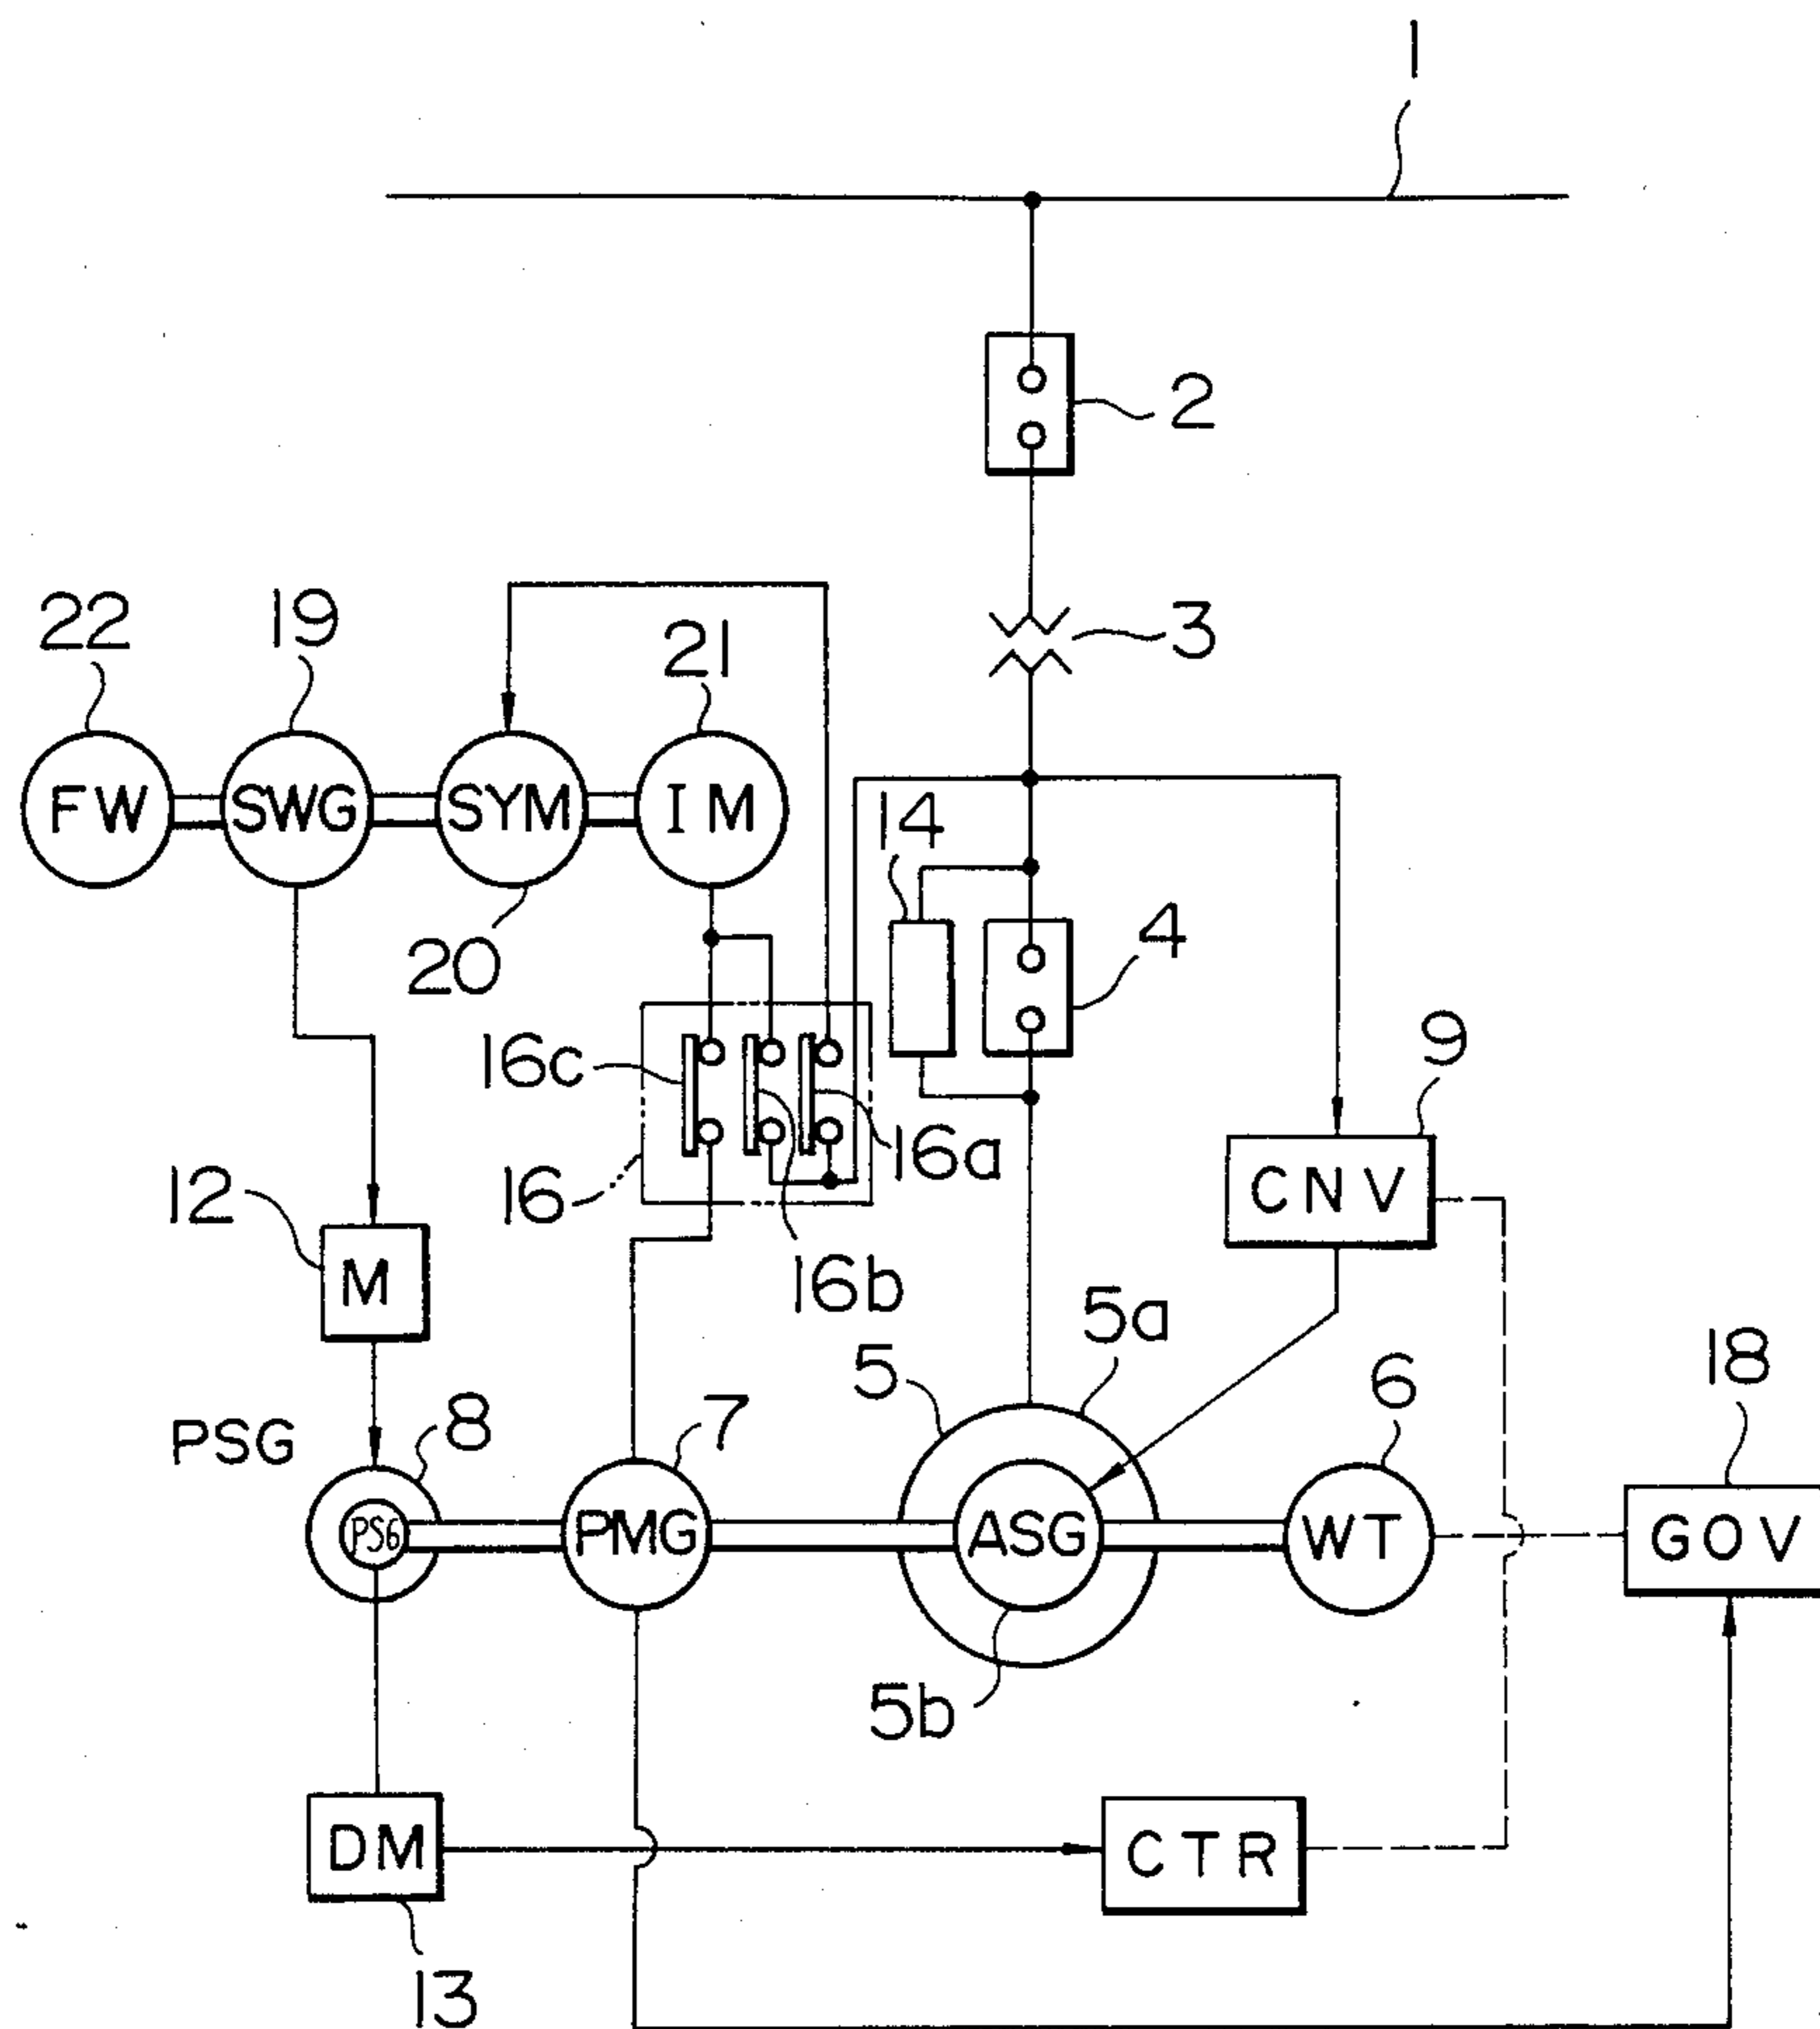 1
2
3
22
19
21
FW
SWG
SYM
IM
14
4
20
16c
9
16a
CNV
12
16
M
16b
5a
5
6
18
PSG
8
7
PS6
PMG
ASG
WT
GOV
5b
DM
CTR
13